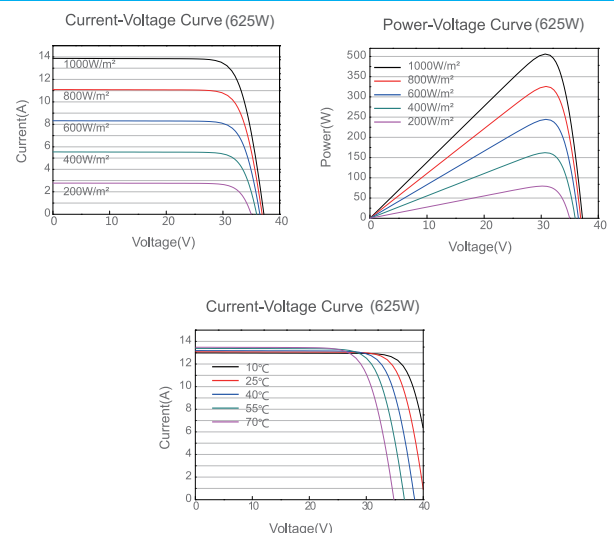 Current-Voltage Curve (625W)
14
12
10
8
6
4
2
0
1000W/m²
800W/m²
600W/m²
400W/m²
200W/m²
0 10 20 30 40
Current(A)
Voltage(V)
Power-Voltage Curve (625W)
500
350
300
250
200
150
100
50
0
1000W/m²
800W/m²
600W/m²
400W/m²
200W/m²
0 10 20 30 40
Power(W)
Voltage(V)
Current-Voltage Curve (625W)
14
12
10
8
6
4
2
0
10℃
25℃
40℃
55℃
70℃
0 10 20 30 40
Current(A)
Voltage(V)